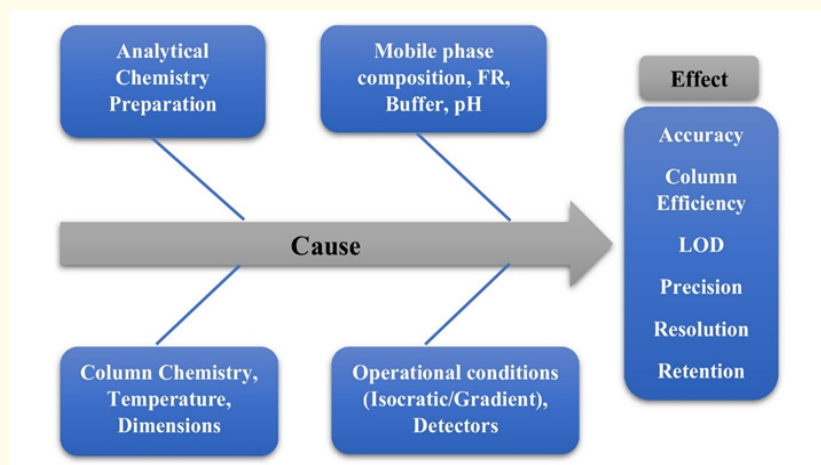 Analytical
Chemistry
Preparation
Mobile phase
composition, FR,
Buffer, pH
Effect
Accuracy
Column
Efficiency
LOD
Precision
Resolution
Retention
Cause
Column Chemistry,
Temperature,
Dimensions
Operational conditions
(Isocratic/Gradient),
Detectors